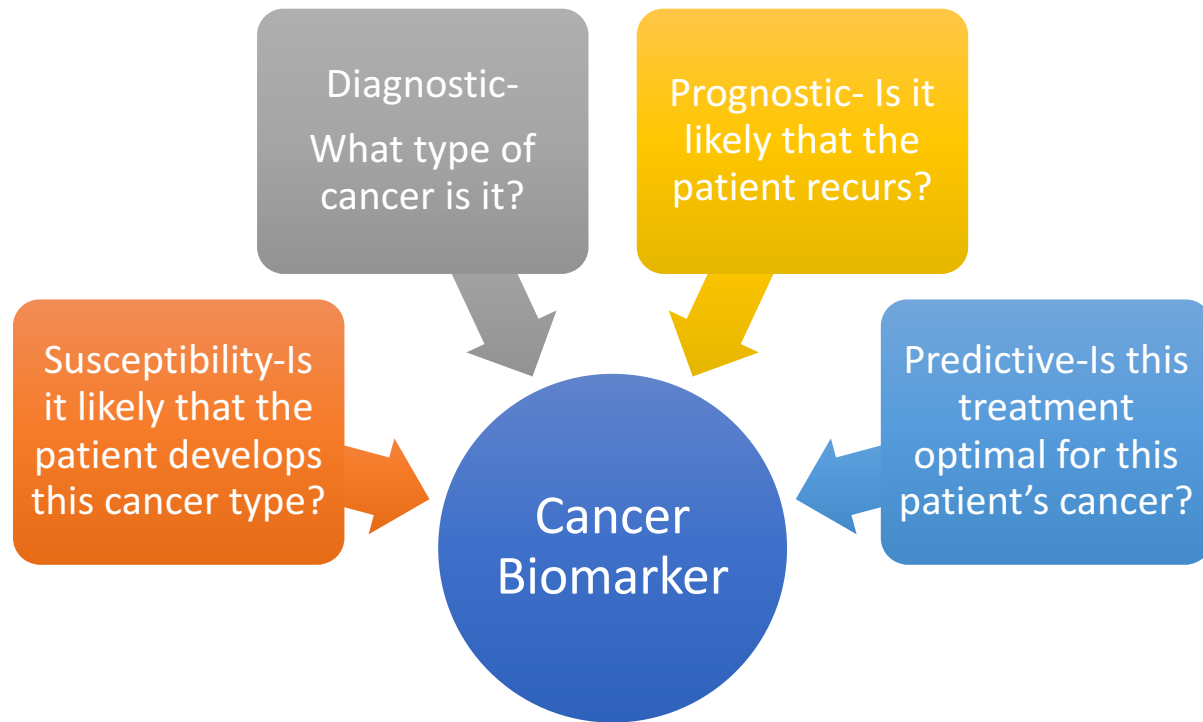 Diagnostic-
What type of
cancer is it?
Prognostic- Is it
likely that the
patient recurs?
Susceptibility-Is
it likely that the
patient develops
this cancer type?
Predictive-Is this
treatment
optimal for this
patient’s cancer?
Cancer
Biomarker